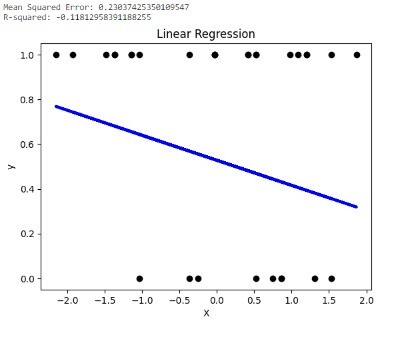 Mean Squared Error: 0.23037425350109547
R-squared: -0.11812958391188255
Linear Regression
1.0
0.8
0.6
0.4
0.2
0.0
y
−2.0 −1.5 −1.0 −0.5 0.0 0.5 1.0 1.5 2.0
X